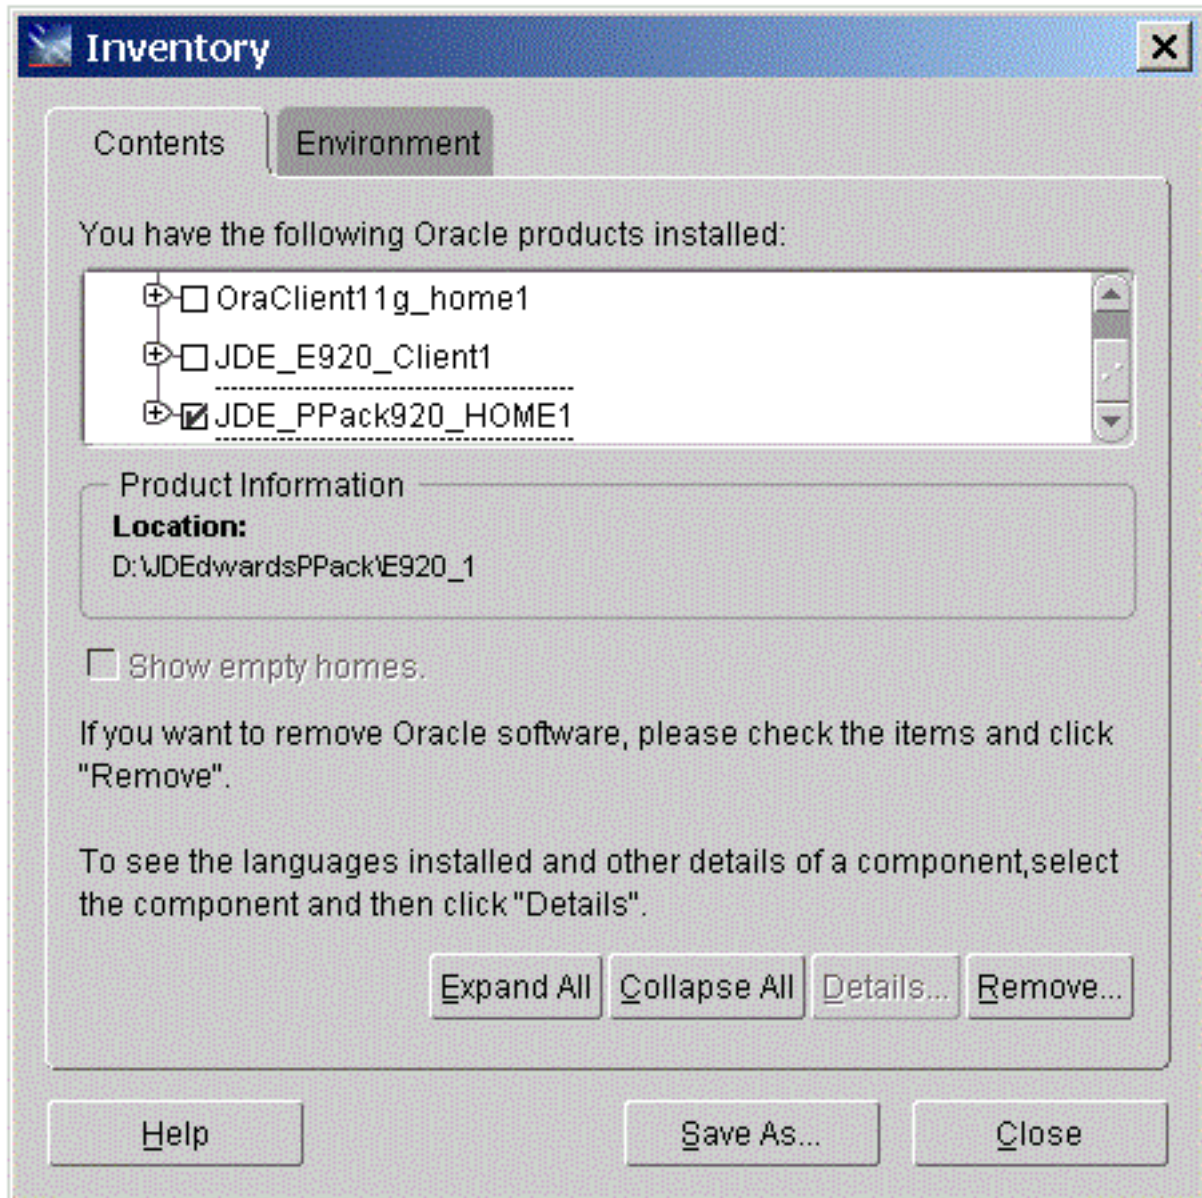 Inventory
Contents
Environment
You have the following Oracle products installed:
OraClient11g_home1
JDE_E920_Client1
JDE_PPack920_HOME1
Product Information
Location:
D:\JDEdwardsPPack\E920_1
Show empty homes.
If you want to remove Oracle software, please check the items and click
"Remove".
To see the languages installed and other details of a component,select
the component and then click "Details".
Expand All
Collapse All
Details...
Remove...
Help
Save As...
Close